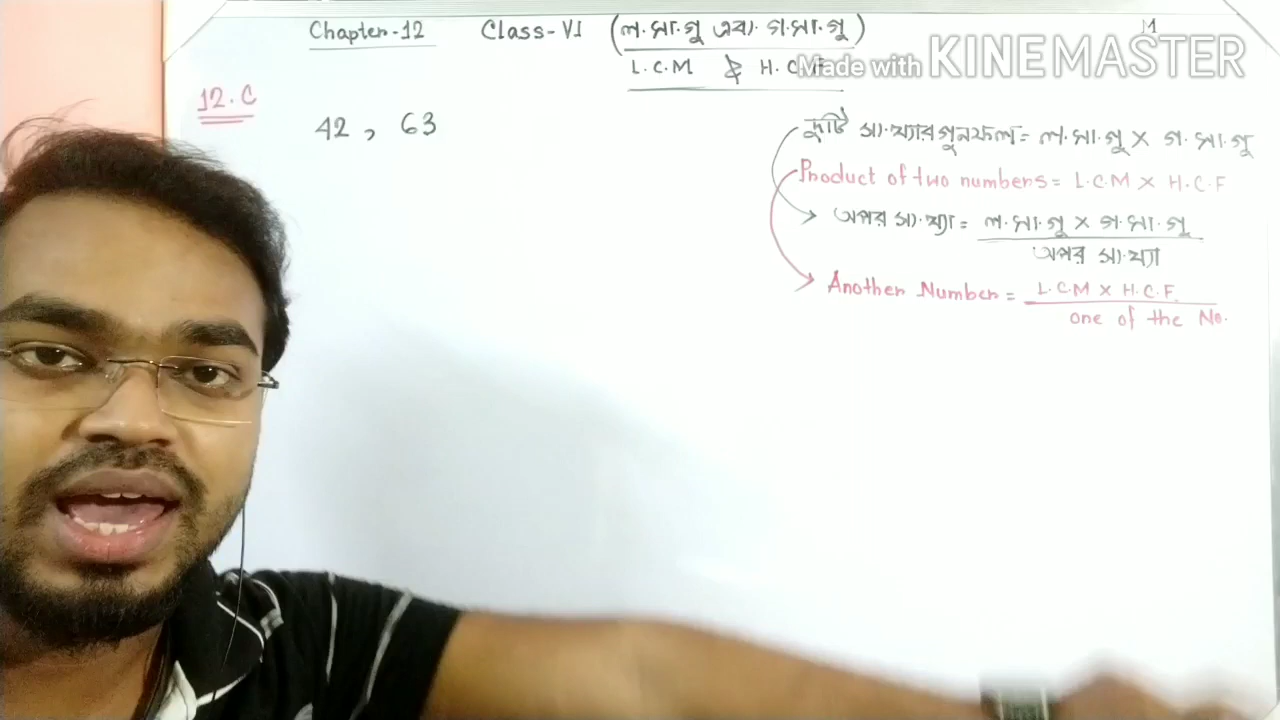 Chapter-12 Class-VI (ল.সা.গু এবং গ.সা.গু) M
L.C.M & H.C.F
Made with KINEMASTER
12.C
42, 63
দুটি সংখ্যার গুনফল = ল.সা.গু × গ.সা.গু
Product of two numbers = L.C.M × H.C.F
অপর সংখ্যা = ল.সা.গু × গ.সা.গু
অপর সংখ্যা
Another Number = L.C.M × H.C.F.
one of the No.